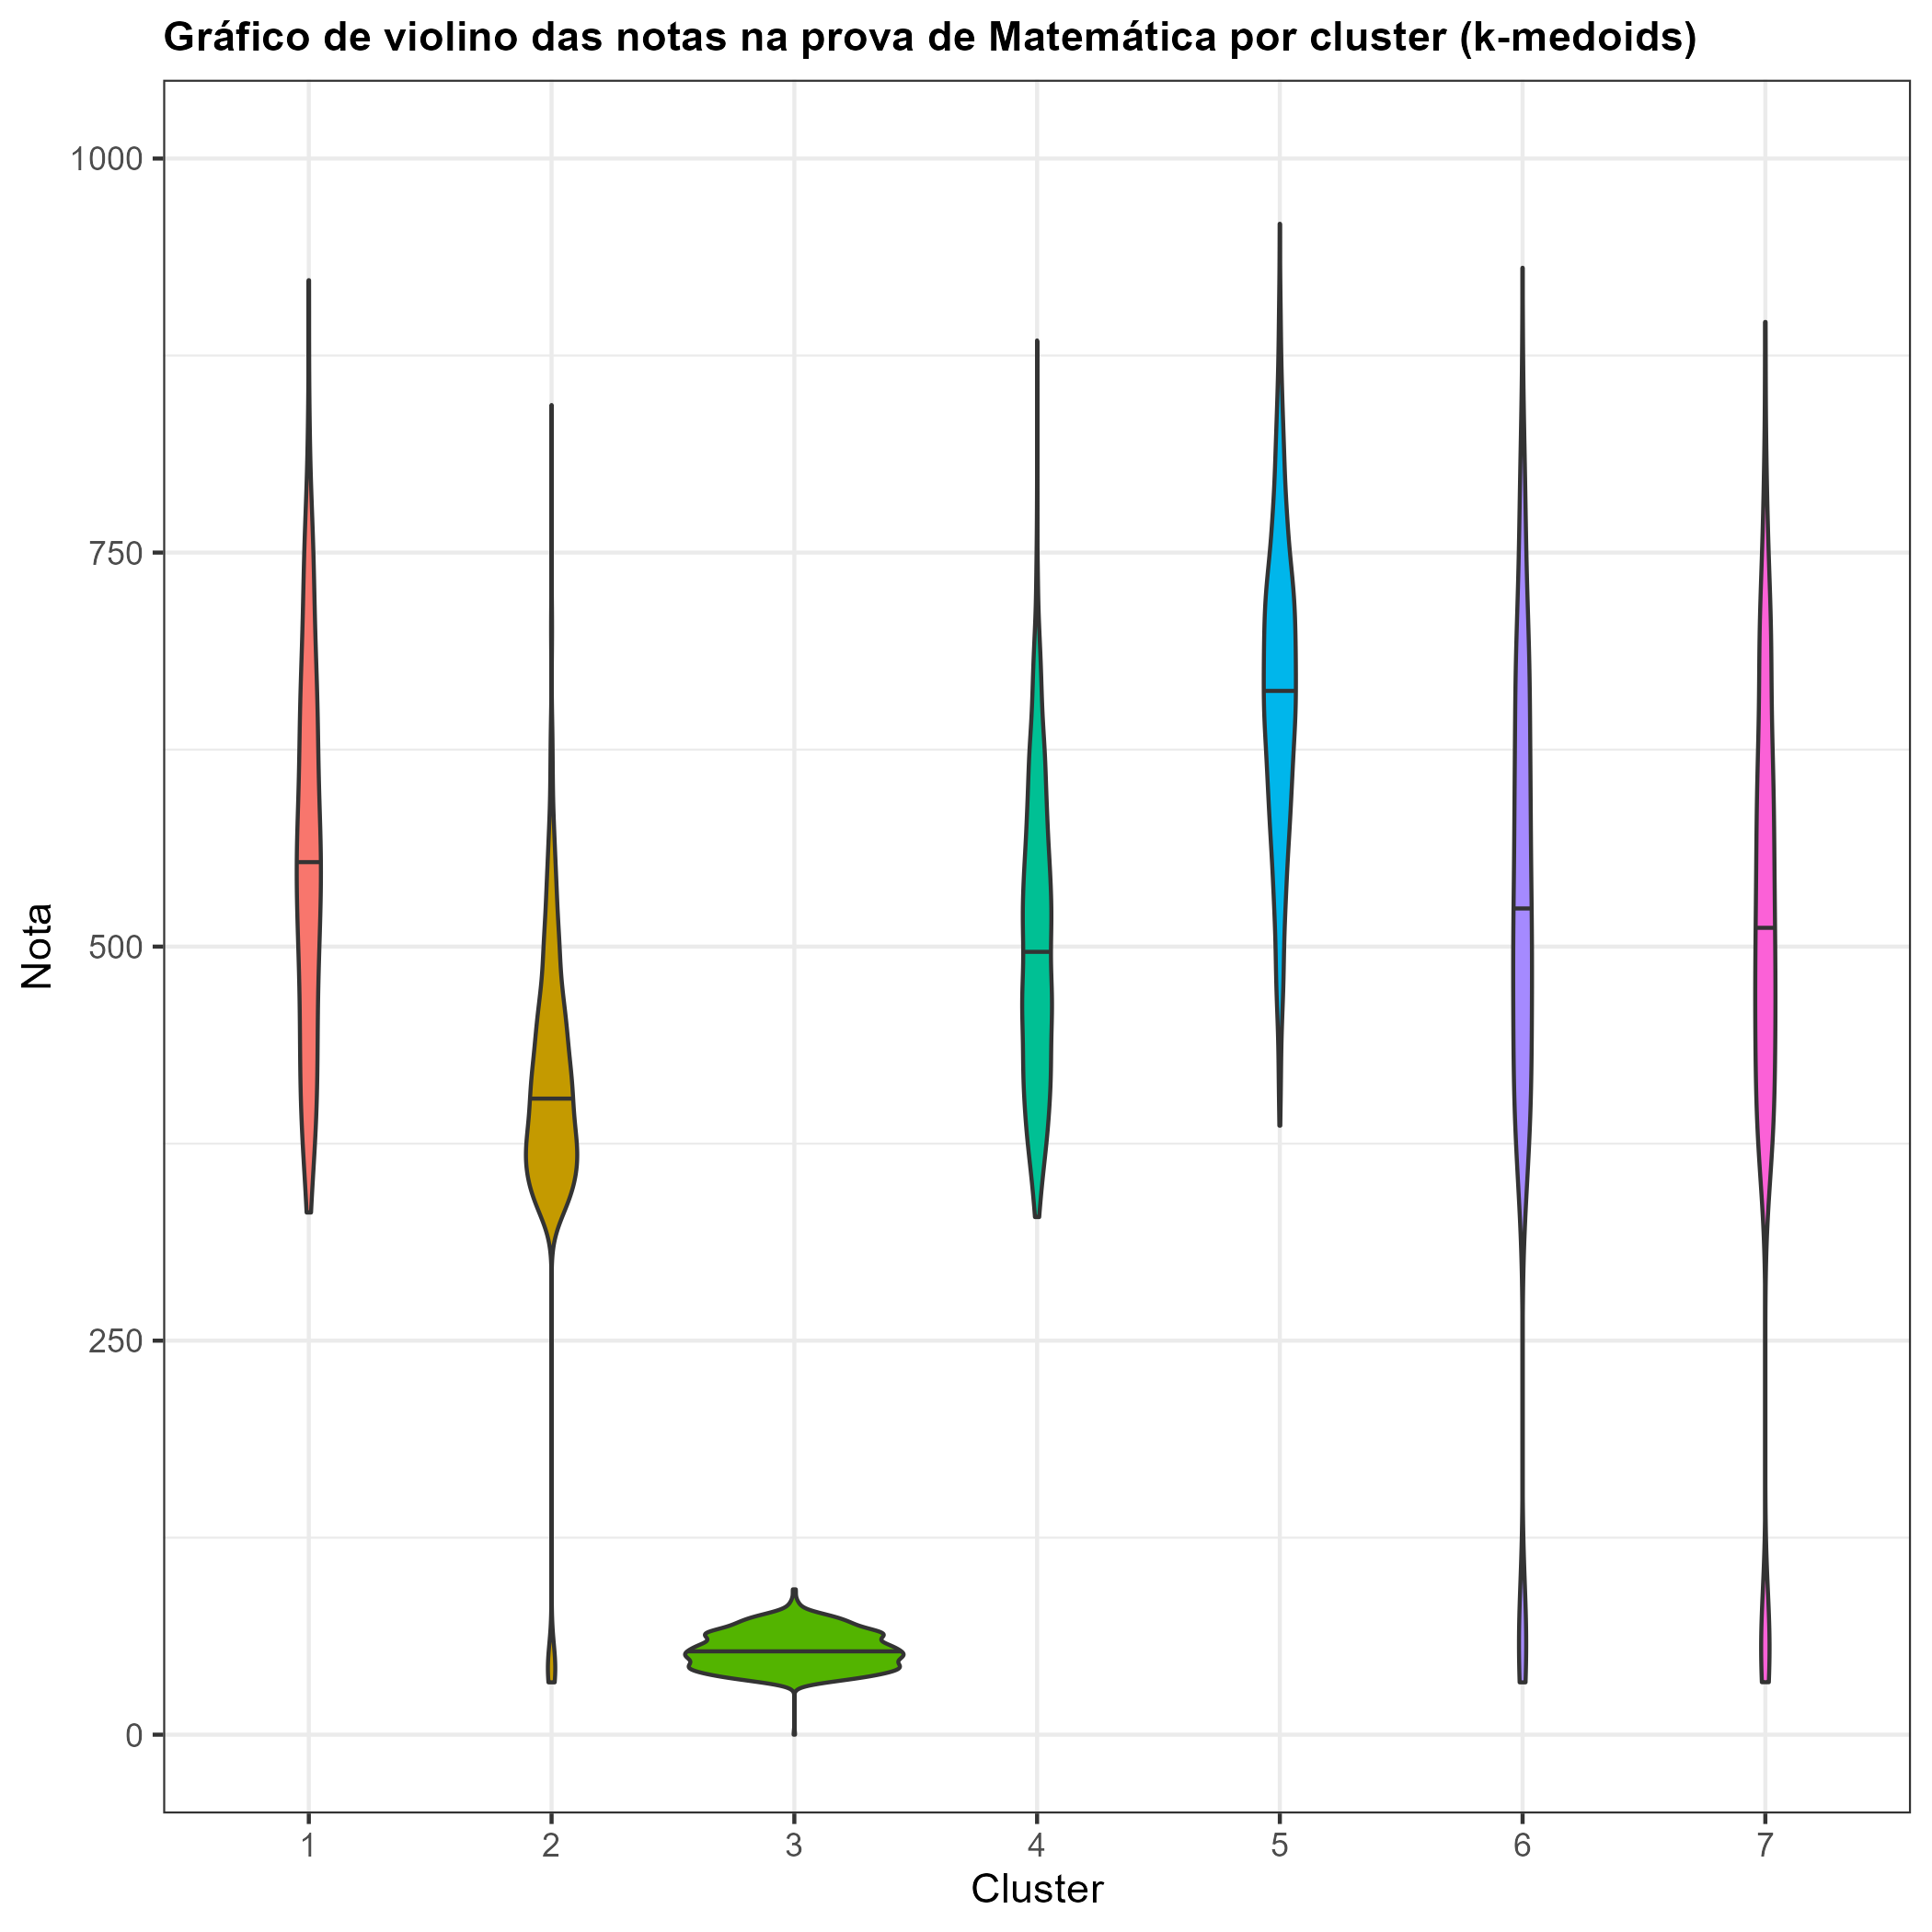 Gráfico de violino das notas na prova de Matemática por cluster (k-medoids)
1000
750
500
250
0
Nota
1 2 3 4 5 6 7
Cluster